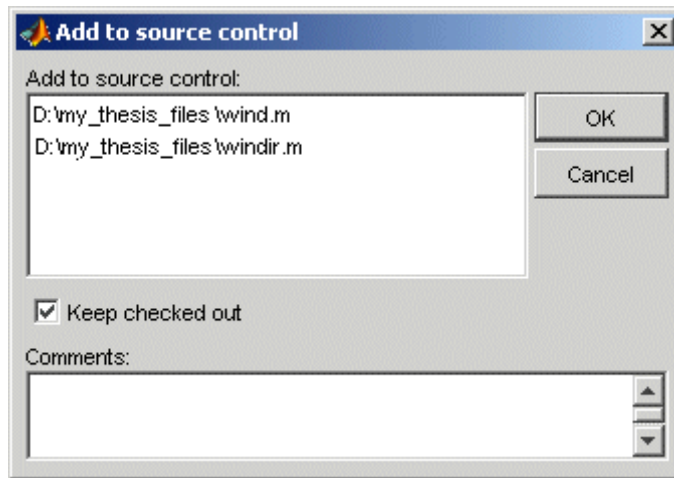 Add to source control
Add to source control:
D:\my_thesis_files\wind.m
D:\my_thesis_files\windir.m
OK
Cancel
Keep checked out
Comments: